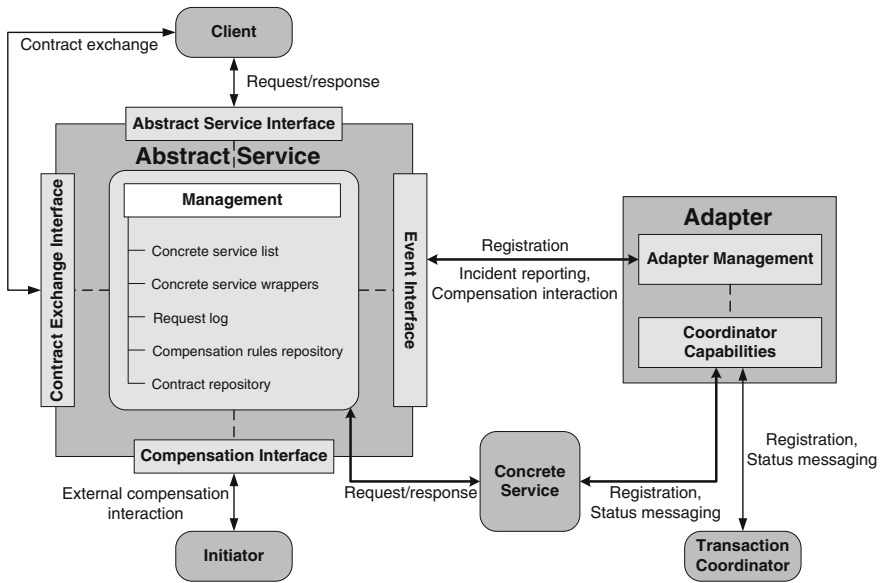 Client
Contract exchange
Request/response
Abstract Service Interface
Abstract Service
Management
Concrete service list
Concrete service wrappers
Request log
Compensation rules repository
Contract repository
Contract Exchange Interface
Event Interface
Compensation Interface
Registration
Incident reporting,
Compensation interaction
Adapter
Adapter Management
Coordinator
Capabilities
External compensation
interaction
Request/response
Concrete
Service
Registration,
Status messaging
Registration,
Status messaging
Initiator
Transaction
Coordinator